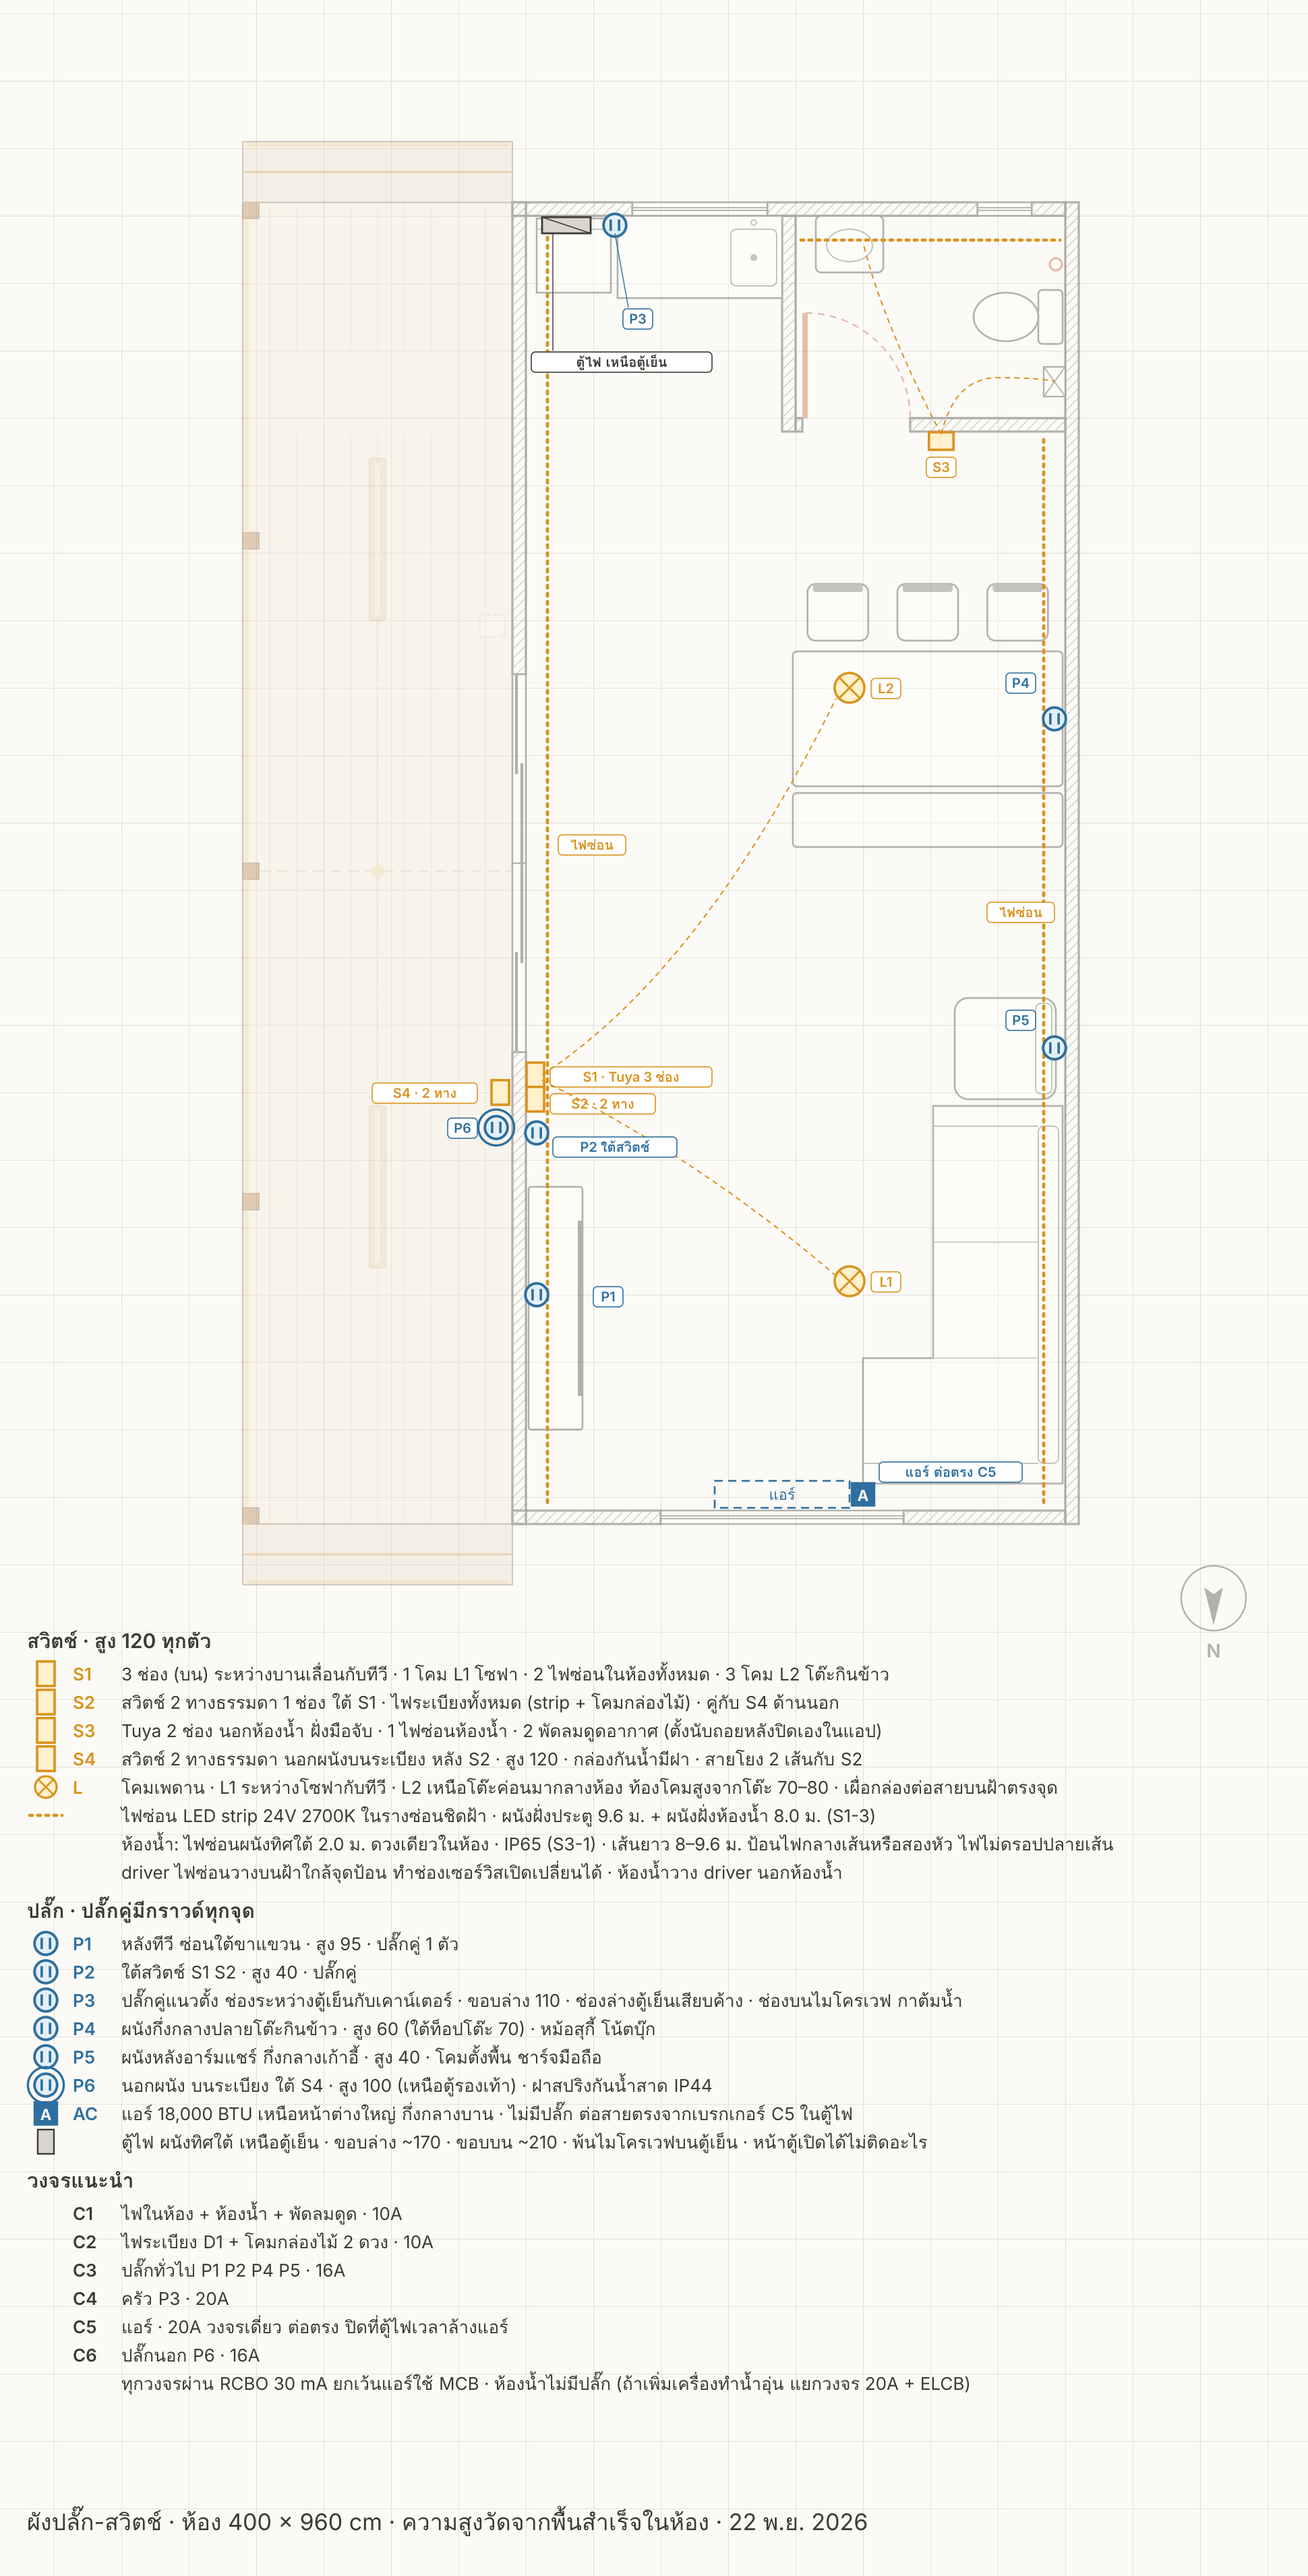 P3
ตู้ไฟ เหนือตู้เย็น
S3
L2
P4
ไฟซ่อน
ไฟซ่อน
P5
S1 · Tuya 3 ช่อง
S4 · 2 ทาง
S2 · 2 ทาง
P6
P2 ใต้สวิตช์
L1
P1
แอร์ ต่อตรง C5
แอร์
A
N
สวิตช์ · สูง 120 ทุกตัว
S1 3 ช่อง (บน) ระหว่างบานเลื่อนกับทีวี · 1 โคม L1 โซฟา · 2 ไฟซ่อนในห้องทั้งหมด · 3 โคม L2 โต๊ะกินข้าว
S2 สวิตช์ 2 ทางธรรมดา 1 ช่อง ใต้ S1 · ไฟระเบียงทั้งหมด (strip + โคมกล่องไม้) · คู่กับ S4 ด้านนอก
S3 Tuya 2 ช่อง นอกห้องน้ำ ฝั่งมือจับ · 1 ไฟซ่อนห้องน้ำ · 2 พัดลมดูดอากาศ (ตั้งนับถอยหลังปิดเองในแอป)
S4 สวิตช์ 2 ทางธรรมดา นอกผนังบนระเบียง หลัง S2 · สูง 120 · กล่องกันน้ำมีฝา · สายโยง 2 เส้นกับ S2
L โคมเพดาน · L1 ระหว่างโซฟากับทีวี · L2 เหนือโต๊ะค่อนมากลางห้อง ท้องโคมสูงจากโต๊ะ 70–80 · เผื่อกล่องต่อสายบนฝ้าตรงจุด
ไฟซ่อน LED strip 24V 2700K ในรางซ่อนชิดฝ้า · ผนังฝั่งประตู 9.6 ม. + ผนังฝั่งห้องน้ำ 8.0 ม. (S1-3)
ห้องน้ำ: ไฟซ่อนผนังทิศใต้ 2.0 ม. ดวงเดียวในห้อง · IP65 (S3-1) · เส้นยาว 8–9.6 ม. ป้อนไฟกลางเส้นหรือสองหัว ไฟไม่ดรอปปลายเส้น
driver ไฟซ่อนวางบนฝ้าใกล้จุดป้อน ทำช่องเซอร์วิสเปิดเปลี่ยนได้ · ห้องน้ำวาง driver นอกห้องน้ำ
ปลั๊ก · ปลั๊กคู่มีกราวด์ทุกจุด
P1 หลังทีวี ซ่อนใต้ขาแขวน · สูง 95 · ปลั๊กคู่ 1 ตัว
P2 ใต้สวิตช์ S1 S2 · สูง 40 · ปลั๊กคู่
P3 ปลั๊กคู่แนวตั้ง ช่องระหว่างตู้เย็นกับเคาน์เตอร์ · ขอบล่าง 110 · ช่องล่างตู้เย็นเสียบค้าง · ช่องบนไมโครเวฟ กาต้มน้ำ
P4 ผนังกึ่งกลางปลายโต๊ะกินข้าว · สูง 60 (ใต้ท็อปโต๊ะ 70) · หม้อสุกี้ โน้ตบุ๊ก
P5 ผนังหลังอาร์มแชร์ กึ่งกลางเก้าอี้ · สูง 40 · โคมตั้งพื้น ชาร์จมือถือ
P6 นอกผนัง บนระเบียง ใต้ S4 · สูง 100 (เหนือตู้รองเท้า) · ฝาสปริงกันน้ำสาด IP44
A AC แอร์ 18,000 BTU เหนือหน้าต่างใหญ่ กึ่งกลางบาน · ไม่มีปลั๊ก ต่อสายตรงจากเบรกเกอร์ C5 ในตู้ไฟ
ตู้ไฟ ผนังทิศใต้ เหนือตู้เย็น · ขอบล่าง ~170 · ขอบบน ~210 · พ้นไมโครเวฟบนตู้เย็น · หน้าตู้เปิดได้ไม่ติดอะไร
วงจรแนะนำ
C1 ไฟในห้อง + ห้องน้ำ + พัดลมดูด · 10A
C2 ไฟระเบียง D1 + โคมกล่องไม้ 2 ดวง · 10A
C3 ปลั๊กทั่วไป P1 P2 P4 P5 · 16A
C4 ครัว P3 · 20A
C5 แอร์ · 20A วงจรเดี่ยว ต่อตรง ปิดที่ตู้ไฟเวลาล้างแอร์
C6 ปลั๊กนอก P6 · 16A
ทุกวงจรผ่าน RCBO 30 mA ยกเว้นแอร์ใช้ MCB · ห้องน้ำไม่มีปลั๊ก (ถ้าเพิ่มเครื่องทำน้ำอุ่น แยกวงจร 20A + ELCB)
ผังปลั๊ก-สวิตช์ · ห้อง 400 × 960 cm · ความสูงวัดจากพื้นสำเร็จในห้อง · 22 พ.ย. 2026